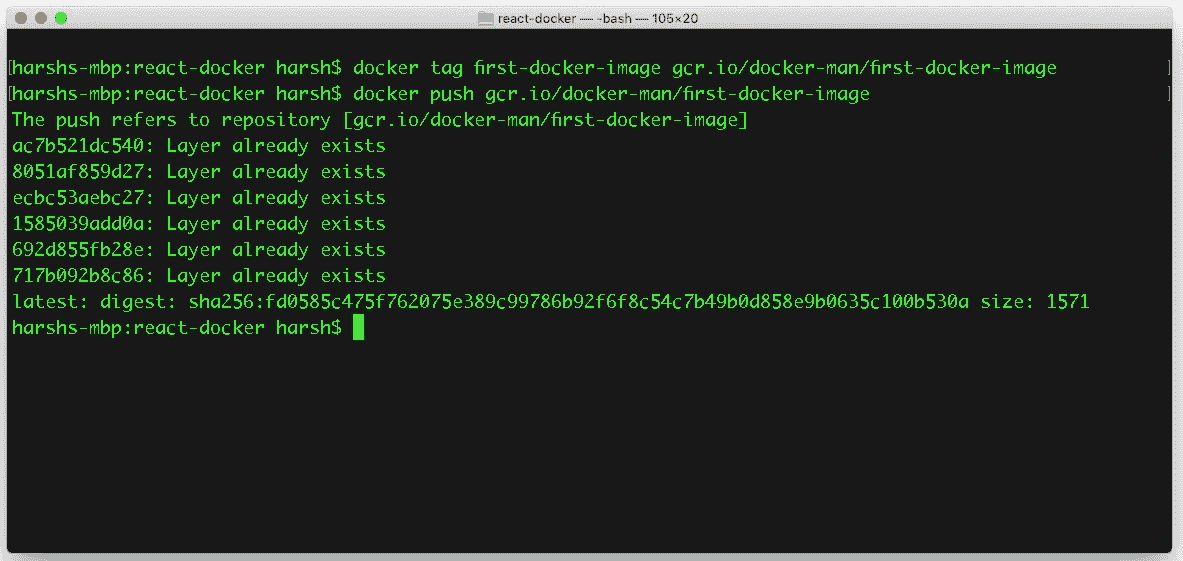 react-docker — -bash — 105×20
[harshs-mbp:react-docker harsh$ docker tag first-docker-image gcr.io/docker-man/first-docker-image ]
[harshs-mbp:react-docker harsh$ docker push gcr.io/docker-man/first-docker-image ]
The push refers to repository [gcr.io/docker-man/first-docker-image]
ac7b521dc540: Layer already exists
8051af859d27: Layer already exists
ecbc53aebc27: Layer already exists
1585039add0a: Layer already exists
692d855fb28e: Layer already exists
717b092b8c86: Layer already exists
latest: digest: sha256:fd0585c475f762075e389c99786b92f6f8c54c7b49b0d858e9b0635c100b530a size: 1571
harshs-mbp:react-docker harsh$